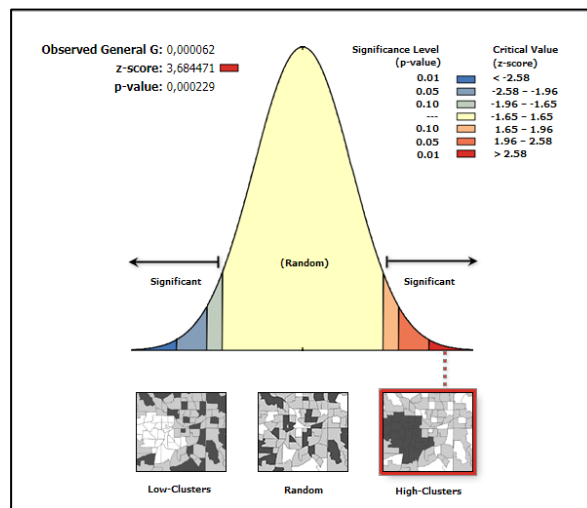 Observed General G: 0,000062
z-score: 3,684471
p-value: 0,000229
Significance Level
(p-value)
Critical Value
(z-score)
0.01 < -2.58
0.05 -2.58 – -1.96
0.10 -1.96 – -1.65
--- -1.65 – 1.65
0.10 1.65 – 1.96
0.05 1.96 – 2.58
0.01 > 2.58
Significant
(Random)
Significant
Low-Clusters
Random
High-Clusters